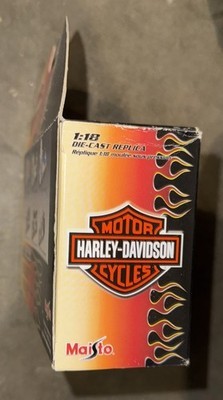 1:18
DIE-CAST REPLICA
Réplique 1:18 moulée sous pression
MOTOR
HARLEY-DAVIDSON
CYCLES
Maisto